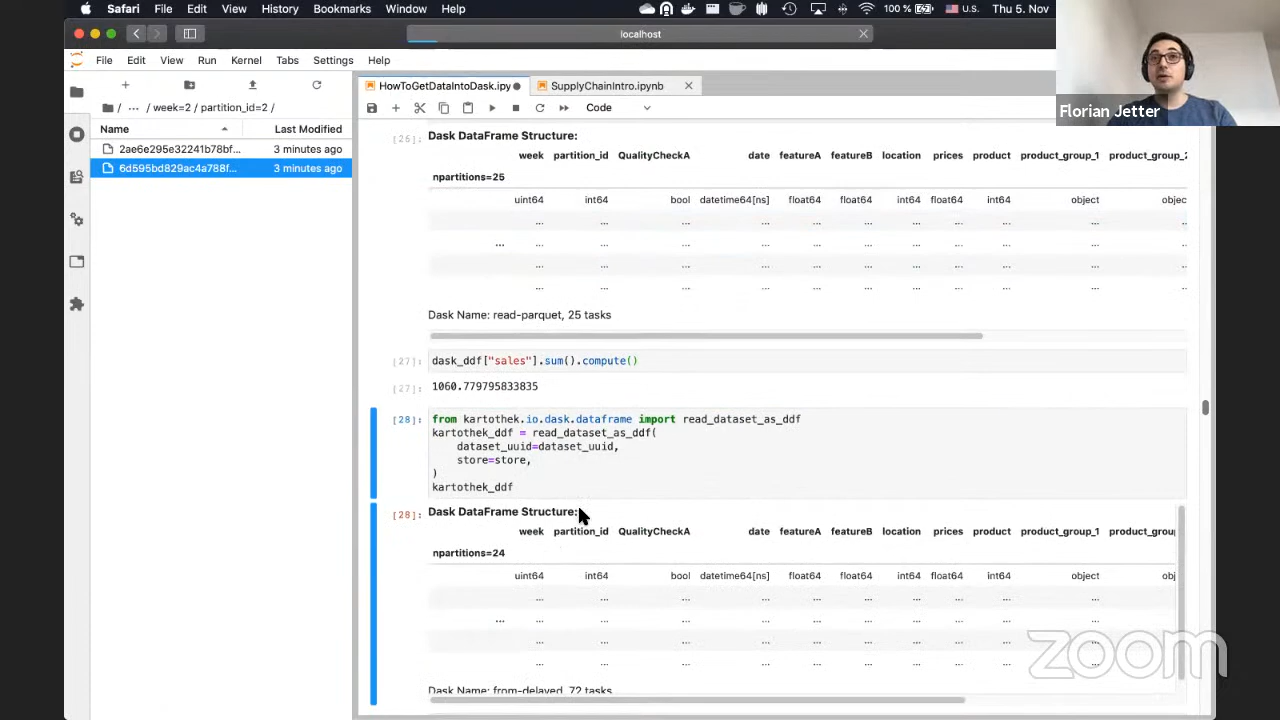 Safari File Edit View History Bookmarks Window Help 100 % U.S. Thu 5. Nov
localhost
File Edit View Run Kernel Tabs Settings Help
Florian Jetter
HowToGetDataIntoDask.ipy SupplyChainIntro.ipynb
Code
/ ... / week=2 / partition_id=2 /
Name Last Modified
2ae6e295e32241b78bf... 3 minutes ago
6d595bd829ac4a788f... 3 minutes ago
[26]: Dask DataFrame Structure:
week partition_id QualityCheckA date featureA featureB location prices product product_group_1 product_group_2
npartitions=25
uint64 int64 bool datetime64[ns] float64 float64 int64 float64 int64 object objec
... ... ... ... ... ... ... ... ... ... ...
... ... ... ... ... ... ... ... ... ... ... ...
... ... ... ... ... ... ... ... ... ... ...
... ... ... ... ... ... ... ... ... ... ...
Dask Name: read-parquet, 25 tasks
[27]: dask_ddf["sales"].sum().compute()
[27]: 1060.779795833835
[28]: from kartothek.io.dask.dataframe import read_dataset_as_ddf
kartothek_ddf = read_dataset_as_ddf(
dataset_uuid=dataset_uuid,
store=store,
)
kartothek_ddf
[28]: Dask DataFrame Structure:
week partition_id QualityCheckA date featureA featureB location prices product product_group_1 product_group
npartitions=24
uint64 int64 bool datetime64[ns] float64 float64 int64 float64 int64 object obj
... ... ... ... ... ... ... ... ... ...
... ... ... ... ... ... ... ... ... ... ...
... ... ... ... ... ... ... ... ... ...
... ... ... ... ... ... ... ... ... ...
Dask Name: from-delayed, 72 tasks
zoom